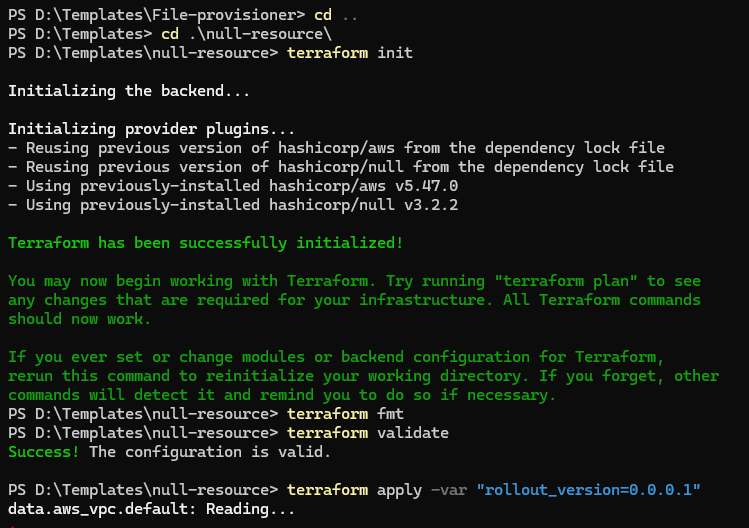 PS D:\Templates\File-provisioner> cd ..
PS D:\Templates> cd .\null-resource\
PS D:\Templates\null-resource> terraform init
Initializing the backend...
Initializing provider plugins...
- Reusing previous version of hashicorp/aws from the dependency lock file
- Reusing previous version of hashicorp/null from the dependency lock file
- Using previously-installed hashicorp/aws v5.47.0
- Using previously-installed hashicorp/null v3.2.2
Terraform has been successfully initialized!
You may now begin working with Terraform. Try running "terraform plan" to see
any changes that are required for your infrastructure. All Terraform commands
should now work.
If you ever set or change modules or backend configuration for Terraform,
rerun this command to reinitialize your working directory. If you forget, other
commands will detect it and remind you to do so if necessary.
PS D:\Templates\null-resource> terraform fmt
PS D:\Templates\null-resource> terraform validate
Success! The configuration is valid.
PS D:\Templates\null-resource> terraform apply -var "rollout_version=0.0.0.1"
data.aws_vpc.default: Reading...